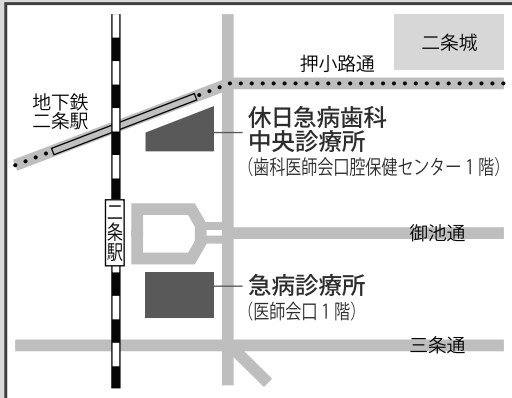 二条城
押小路通
地下鉄
二条駅
休日急病歯科
中央診療所
（歯科医師会口腔保健センター1階）
二条駅
御池通
急病診療所
（医師会口1階）
三条通